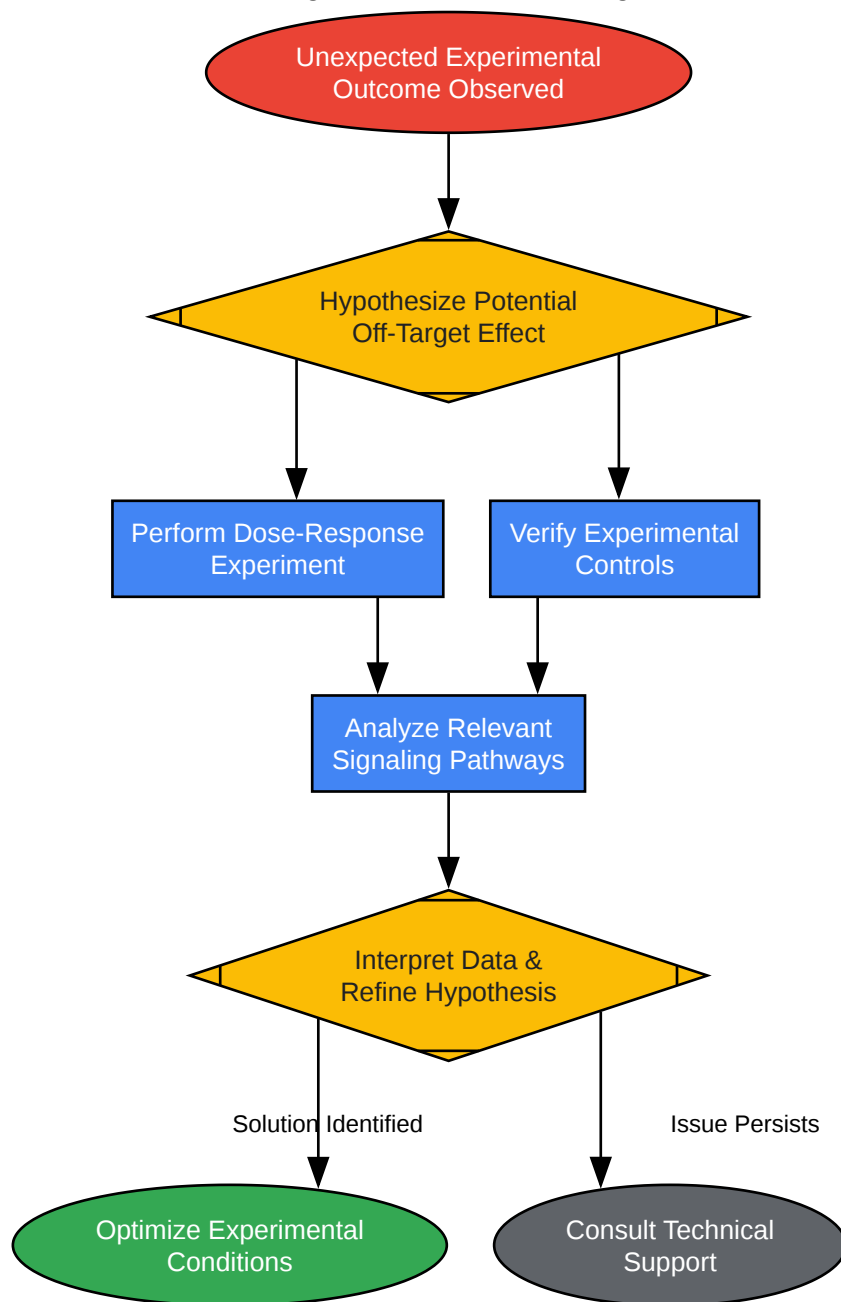 Unexpected Experimental
Outcome Observed
Hypothesize Potential
Off-Target Effect
Perform Dose-Response
Experiment
Verify Experimental
Controls
Analyze Relevant
Signaling Pathways
Interpret Data &
Refine Hypothesis
Solution Identified
Issue Persists
Optimize Experimental
Conditions
Consult Technical
Support